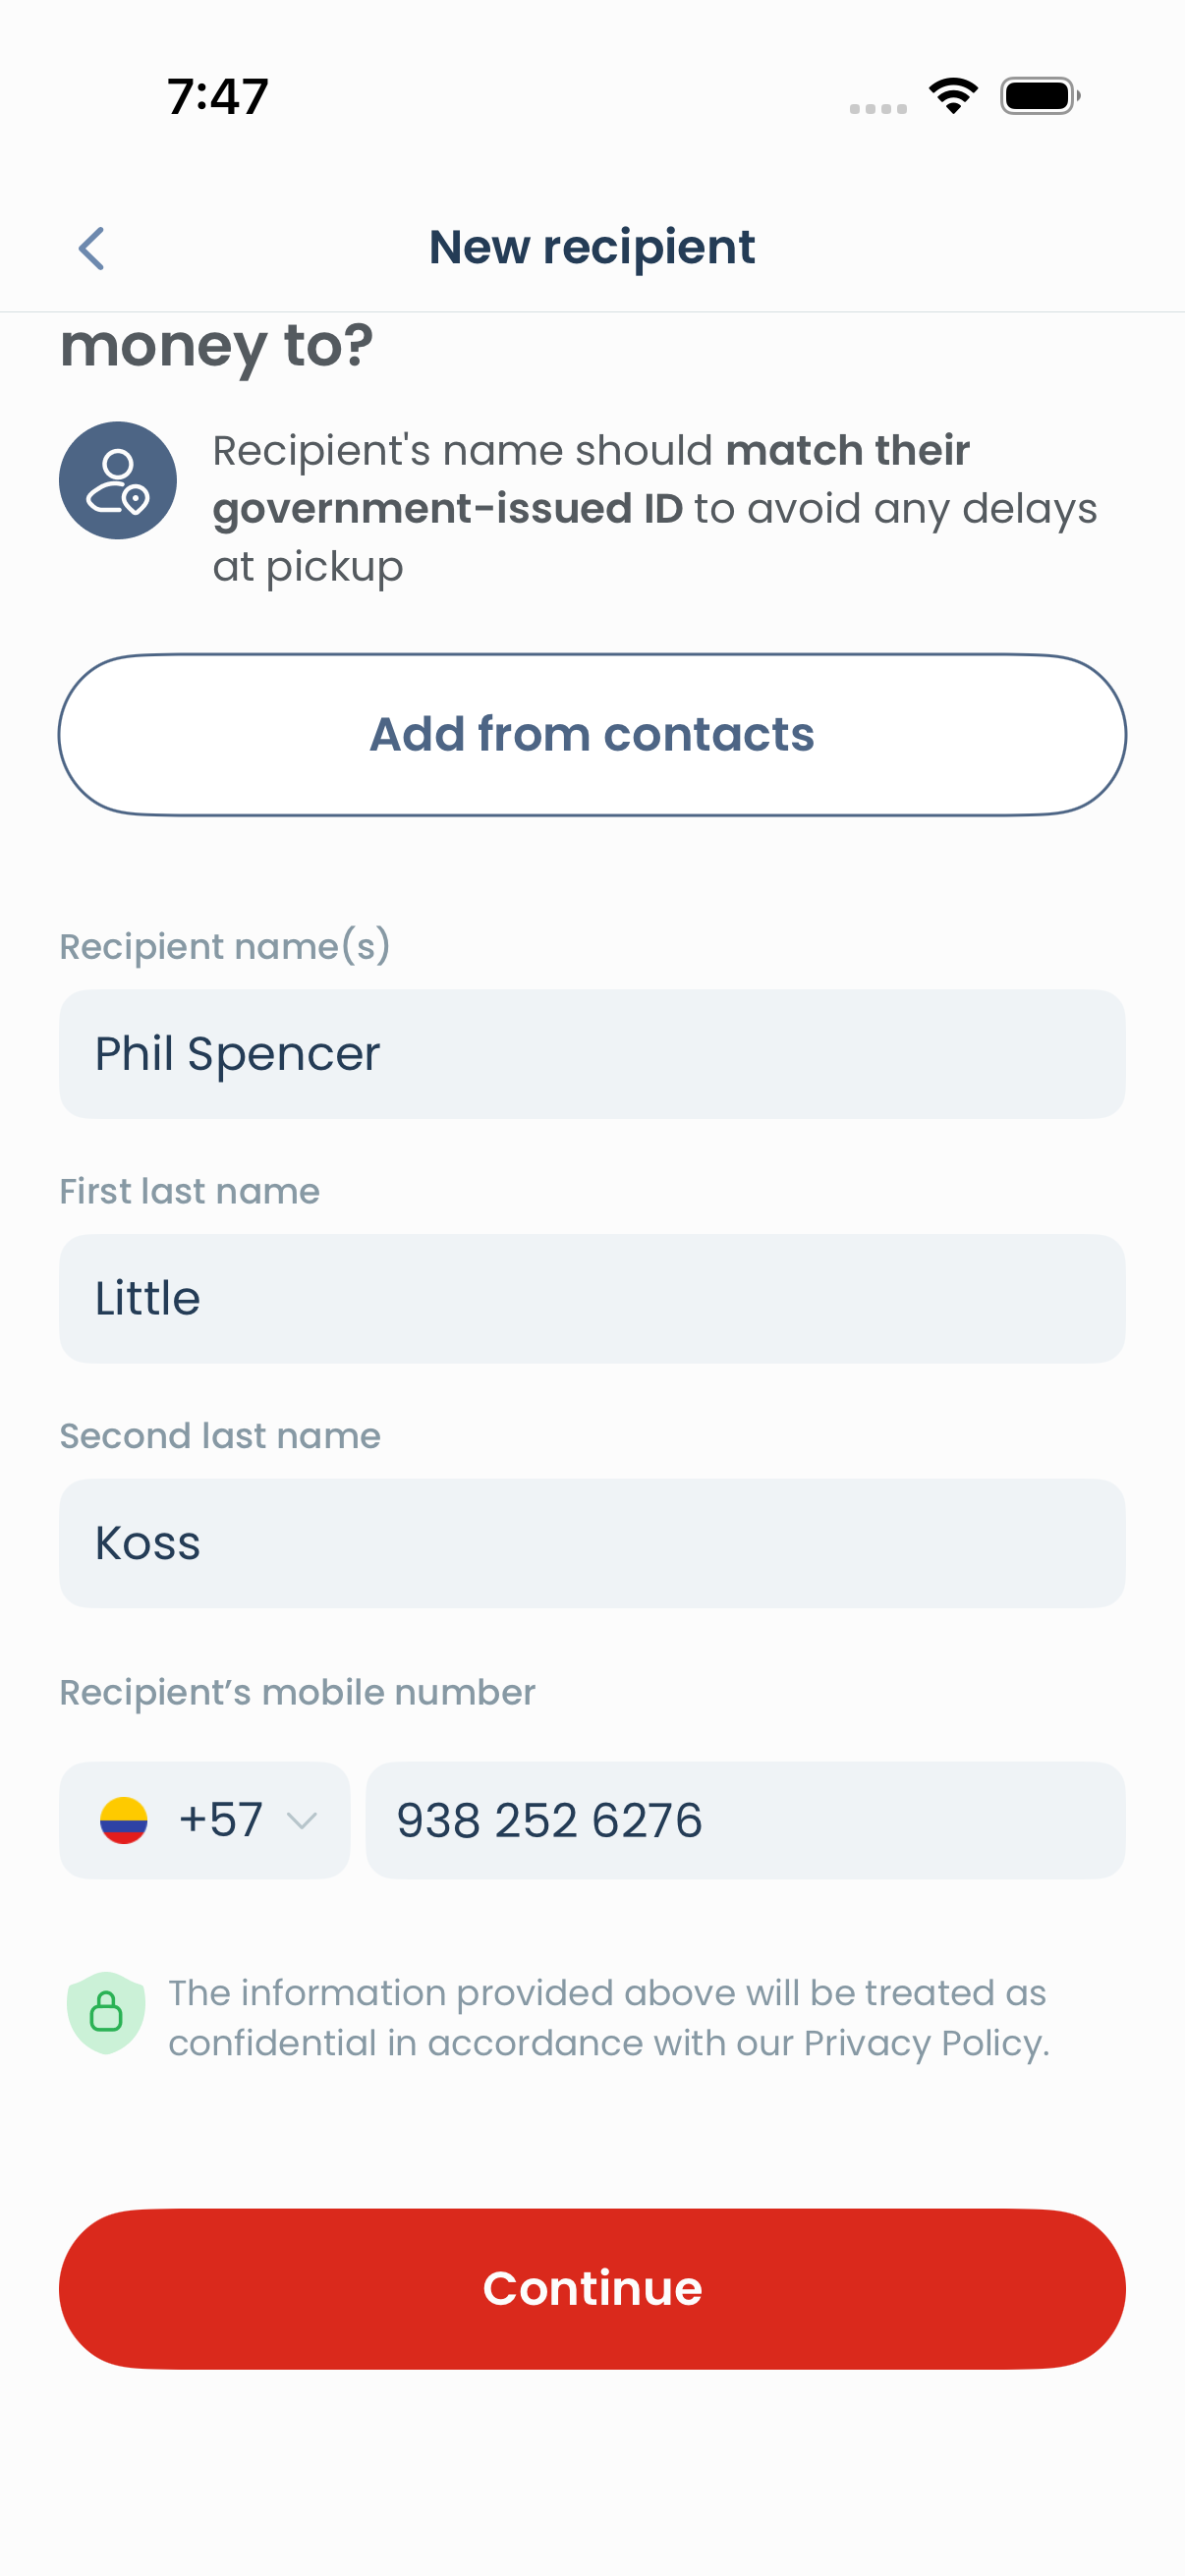 7:47
New recipient
money to?
Recipient's name should match their
government-issued ID to avoid any delays
at pickup
Add from contacts
Recipient name(s)
Phil Spencer
First last name
Little
Second last name
Koss
Recipient’s mobile number
+57 938 252 6276
The information provided above will be treated as
confidential in accordance with our Privacy Policy.
Continue